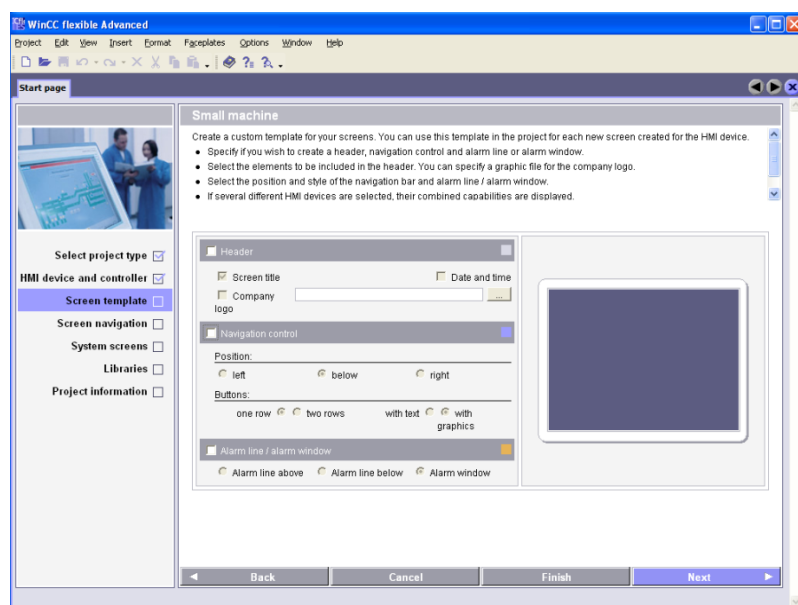 WinCC flexible Advanced
Project Edit View Insert Format Faceplates Options Window Help
Start page
Small machine
Create a custom template for your screens. You can use this template in the project for each new screen created for the HMI device.
• Specify if you wish to create a header, navigation control and alarm line or alarm window.
• Select the elements to be included in the header. You can specify a graphic file for the company logo.
• Select the position and style of the navigation bar and alarm line / alarm window.
• If several different HMI devices are selected, their combined capabilities are displayed.
Select project type
HMI device and controller
Screen template
Screen navigation
System screens
Libraries
Project information
Header
Screen title Date and time
Company logo ...
Navigation control
Position:
left below right
Buttons:
one row two rows with text with graphics
Alarm line / alarm window
Alarm line above Alarm line below Alarm window
Back Cancel Finish Next